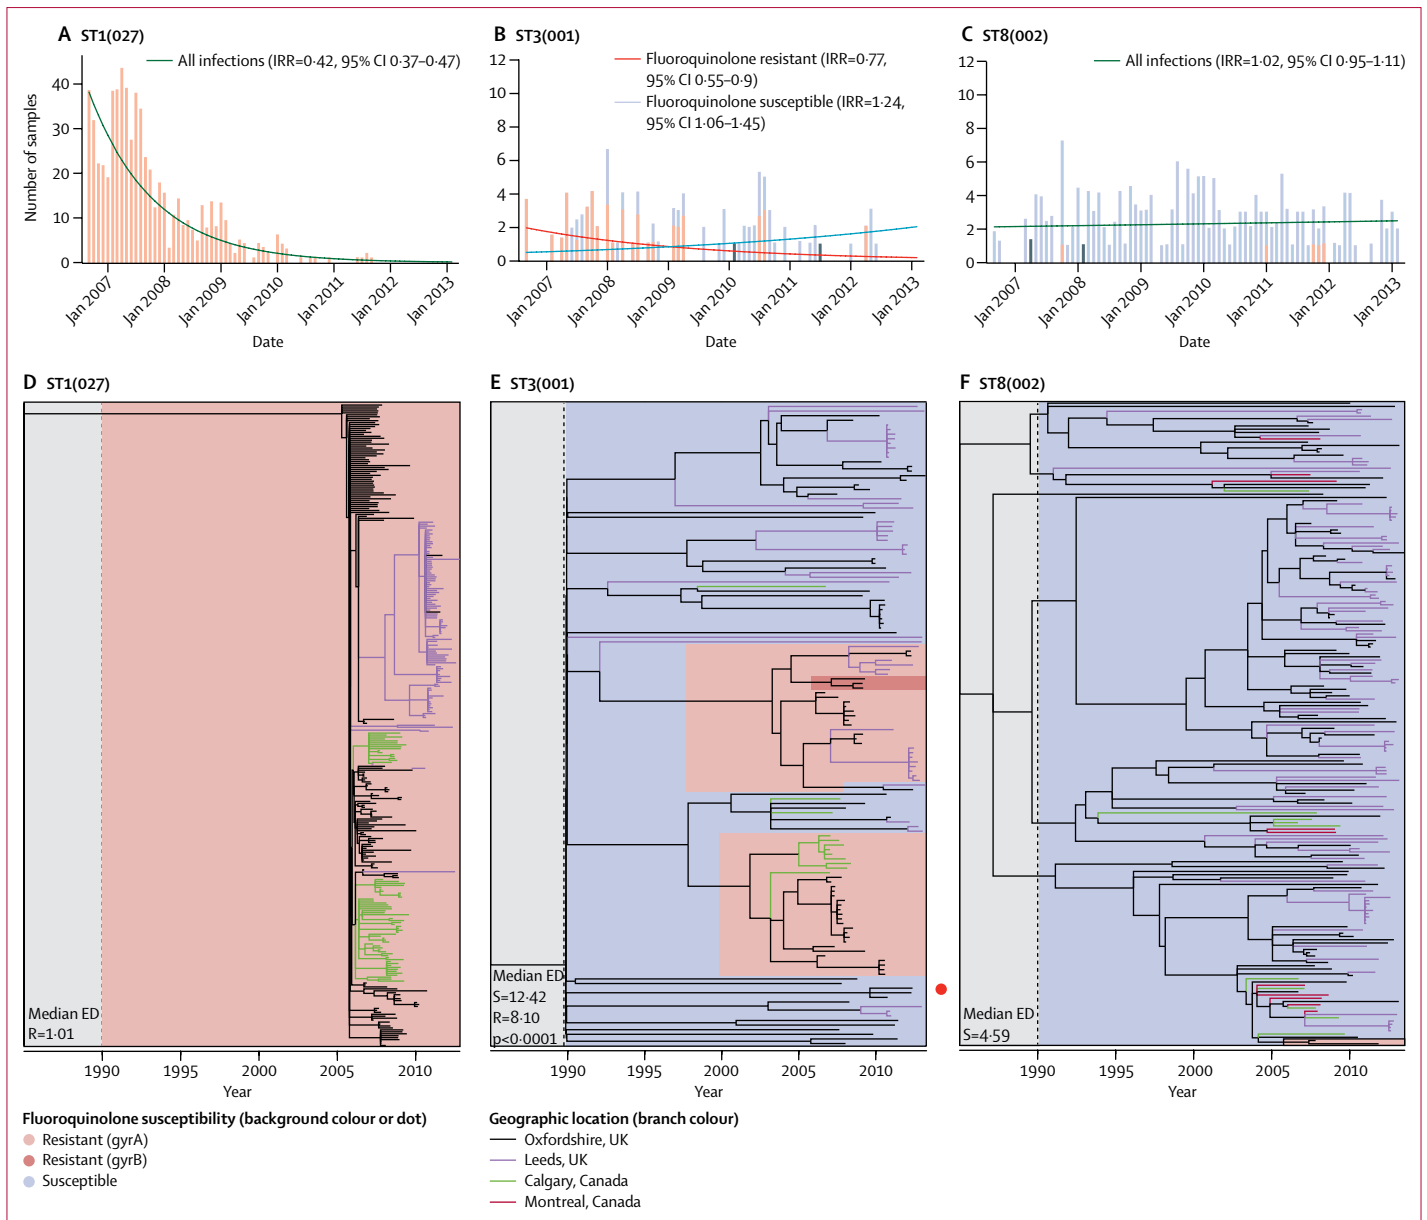 A ST1(027)
All infections (IRR=0·42, 95% CI 0·37–0·47)
Number of samples
40
30
20
10
0
Jan 2007
Jan 2008
Jan 2009
Jan 2010
Jan 2011
Jan 2012
Jan 2013
Date
B ST3(001)
Fluoroquinolone resistant (IRR=0·77,
95% CI 0·55–0·9)
Fluoroquinolone susceptible (IRR=1·24,
95% CI 1·06–1·45)
12
10
8
6
4
2
0
Jan 2007
Jan 2008
Jan 2009
Jan 2010
Jan 2011
Jan 2012
Jan 2013
Date
C ST8(002)
All infections (IRR=1·02, 95% CI 0·95–1·11)
12
10
8
6
4
2
0
Jan 2007
Jan 2008
Jan 2009
Jan 2010
Jan 2011
Jan 2012
Jan 2013
Date
D ST1(027)
Median ED
R=1·01
1990
1995
2000
2005
2010
Year
E ST3(001)
Median ED
S=12·42
R=8·10
p<0·0001
1990
1995
2000
2005
2010
Year
F ST8(002)
Median ED
S=4·59
1990
1995
2000
2005
2010
Year
Fluoroquinolone susceptibility (background colour or dot)
Resistant (gyrA)
Resistant (gyrB)
Susceptible
Geographic location (branch colour)
Oxfordshire, UK
Leeds, UK
Calgary, Canada
Montreal, Canada